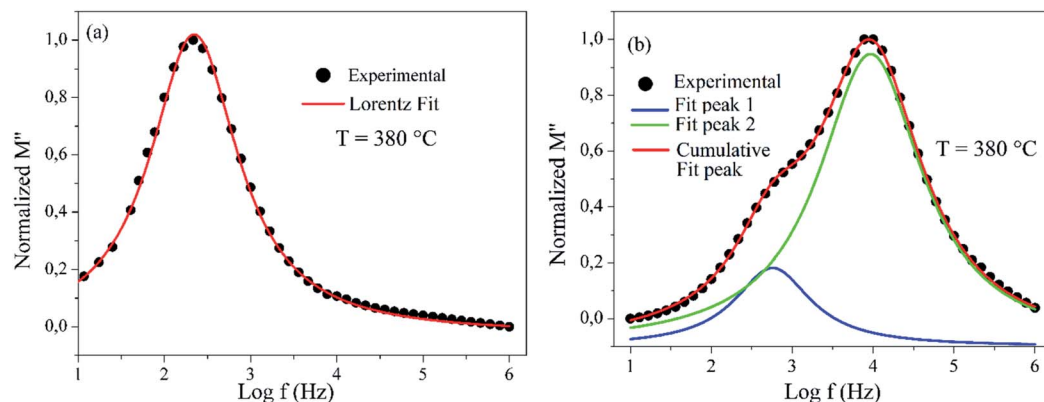 (a)
Normalized M"
1,0
0,8
0,6
0,4
0,2
0,0
Experimental
Lorentz Fit
T = 380 °C
1 2 3 4 5 6
Log f (Hz)
(b)
Normalized M"
1,0
0,8
0,6
0,4
0,2
0,0
Experimental
Fit peak 1
Fit peak 2
Cumulative
Fit peak
T = 380 °C
1 2 3 4 5 6
Log f (Hz)